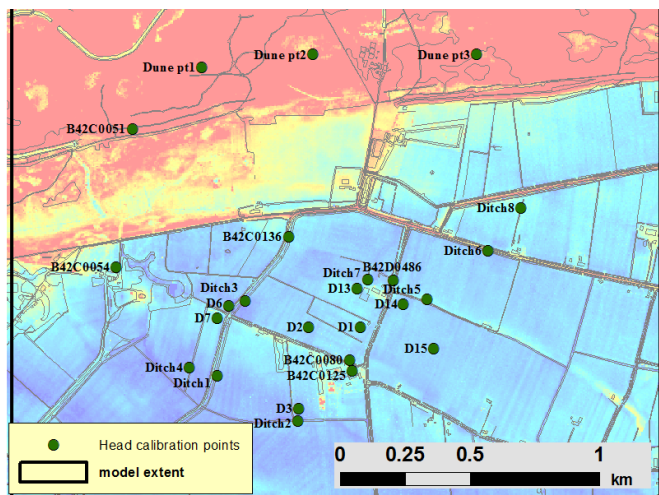 Dune pt1
Dune pt2
Dune pt3
B42C0051
Ditch8
B42C0136
Ditch6
B42C0054
Ditch7
B42D0486
Ditch3
D13
Ditch5
D6
D14
D7
D2
D1
D15
B42C0080
Ditch4
B42C0125
Ditch1
D3
Ditch2
Head calibration points
model extent
0 0.25 0.5 1
km